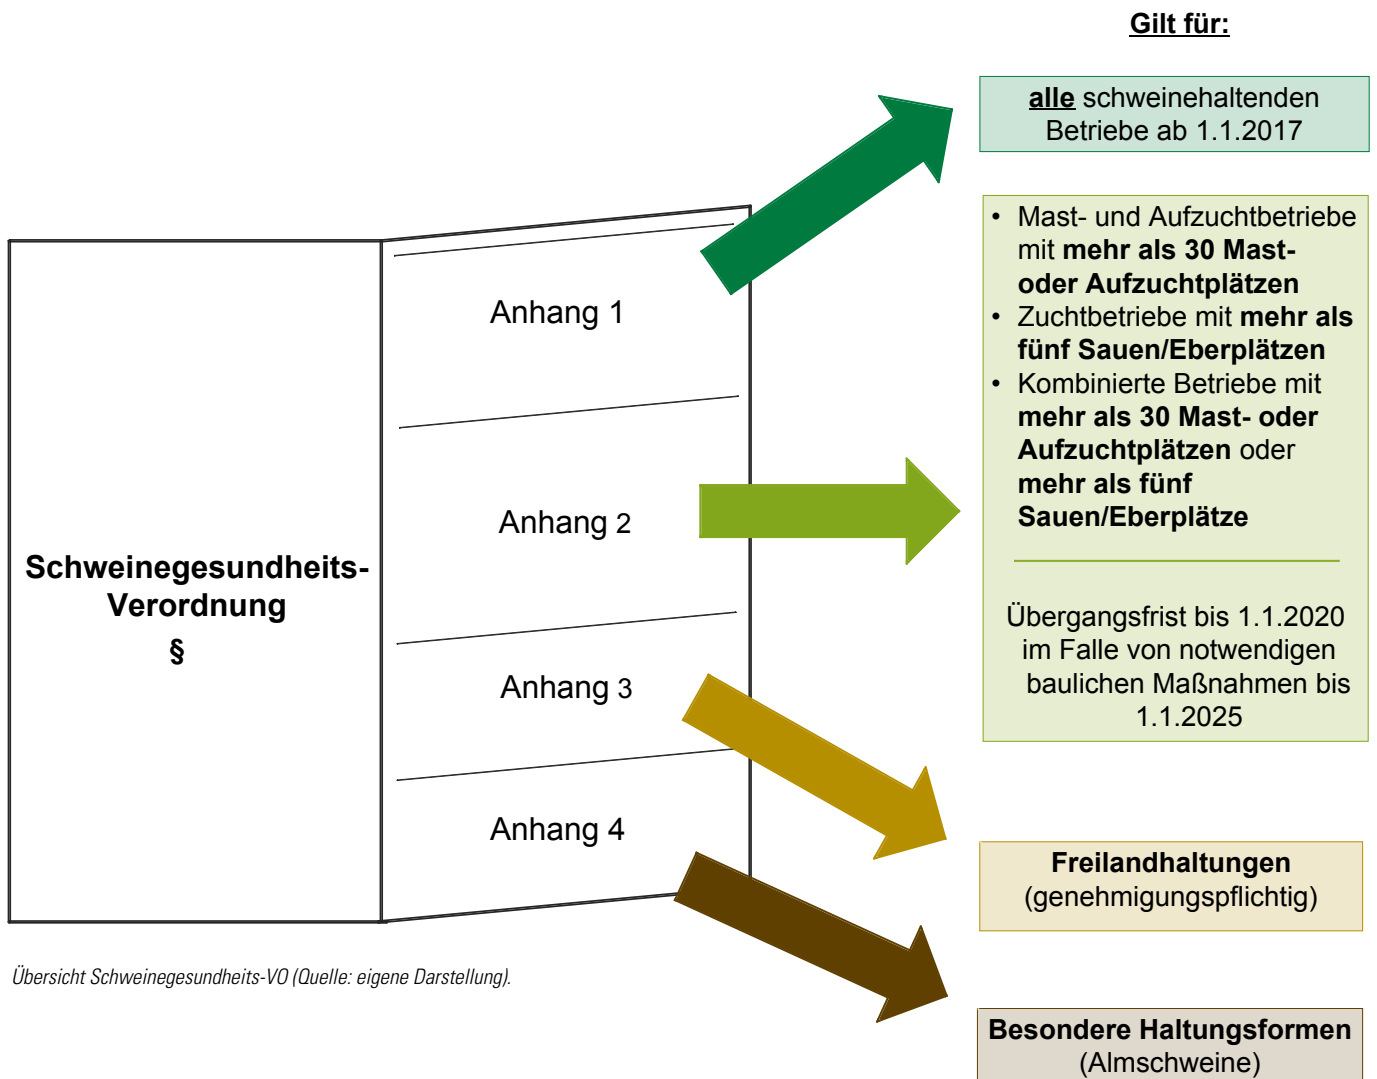 Gilt für:
alle schweinehaltenden
Betriebe ab 1.1.2017
• Mast- und Aufzuchtbetriebe
mit mehr als 30 Mast-
oder Aufzuchtplätzen
• Zuchtbetriebe mit mehr als
fünf Sauen/Eberplätzen
• Kombinierte Betriebe mit
mehr als 30 Mast- oder
Aufzuchtplätzen oder
mehr als fünf
Sauen/Eberplätze
Übergangsfrist bis 1.1.2020
im Falle von notwendigen
baulichen Maßnahmen bis
1.1.2025
Freilandhaltungen
(genehmigungspflichtig)
Besondere Haltungsformen
(Almschweine)
Anhang 1
Anhang 2
Anhang 3
Anhang 4
Schweinegesundheits-
Verordnung
§
Übersicht Schweinegesundheits-VO (Quelle: eigene Darstellung).